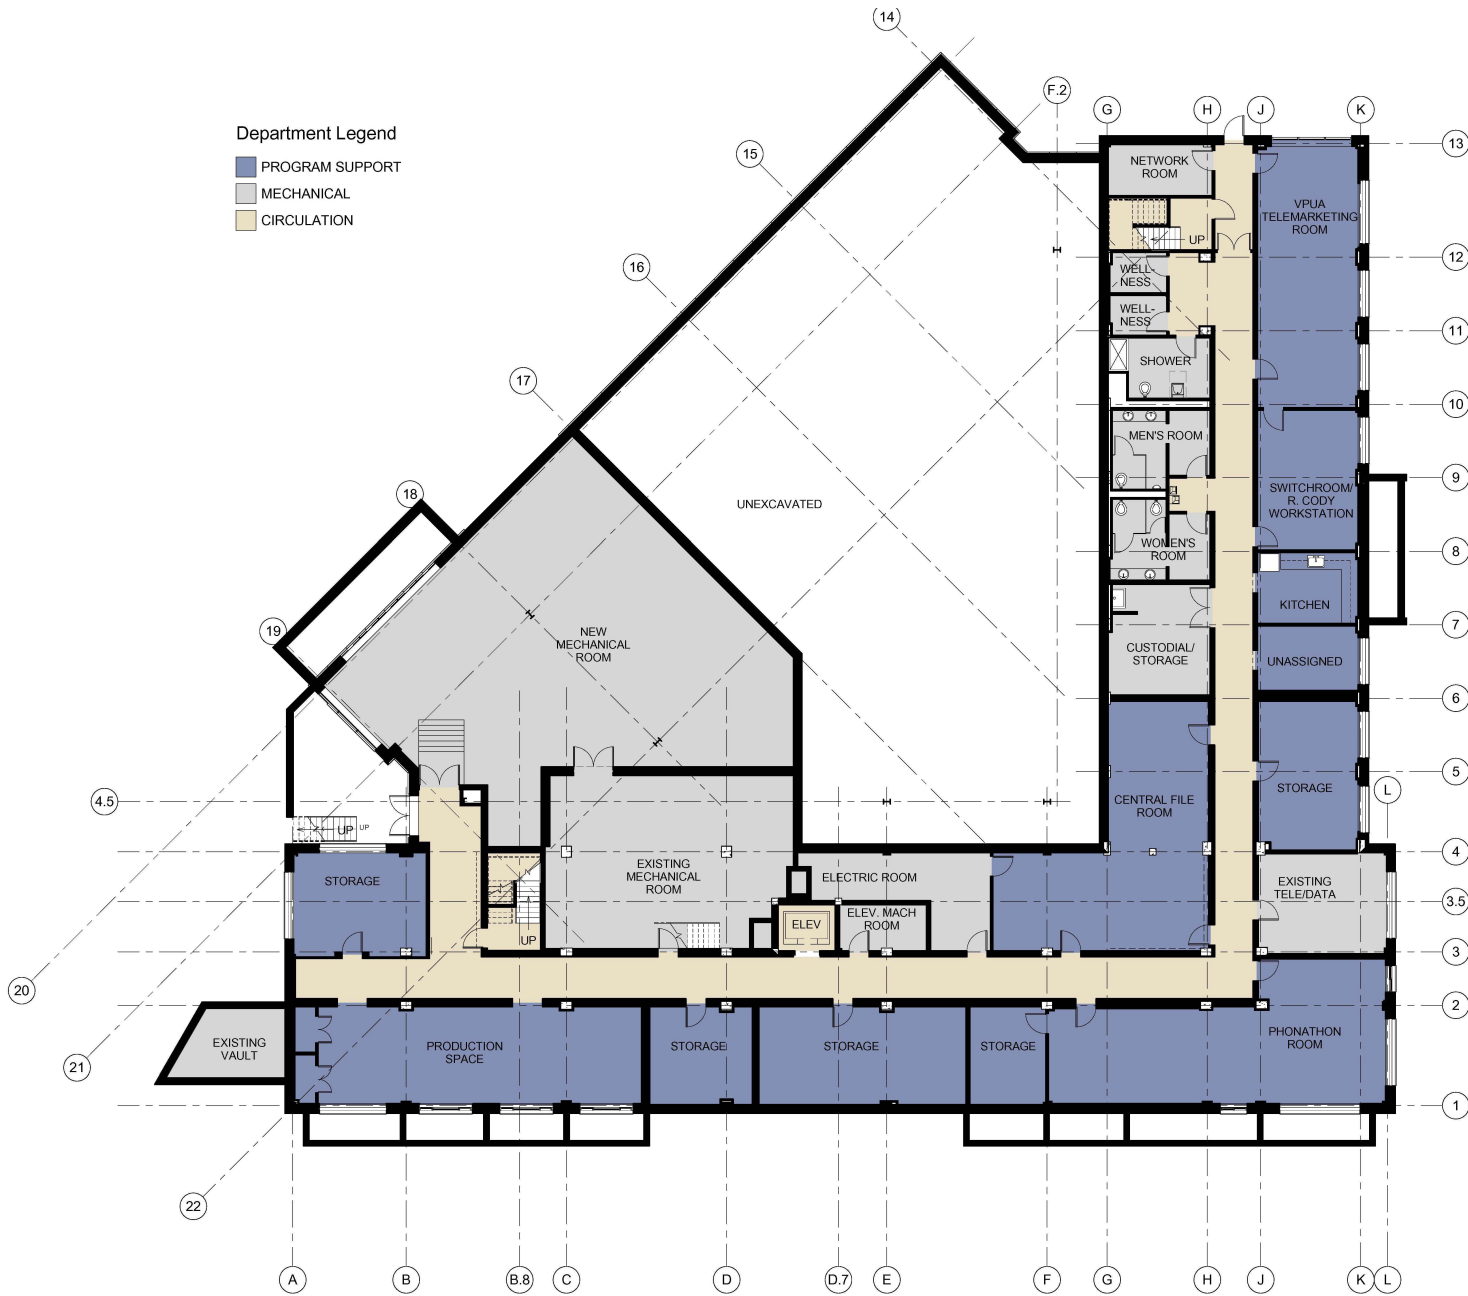 14
F.2
G
H
J
K
Department Legend
PROGRAM SUPPORT
MECHANICAL
CIRCULATION
13
15
NETWORK
ROOM
VPUA
TELEMARKETING
ROOM
UP
12
16
WELL-
NESS
WELL-
NESS
11
SHOWER
17
10
MEN'S ROOM
9
18
UNEXCAVATED
SWITCHROOM/
R. CODY
WORKSTATION
WOMEN'S
ROOM
8
KITCHEN
19
NEW
MECHANICAL
ROOM
7
CUSTODIAL/
STORAGE
UNASSIGNED
6
5
4.5
CENTRAL FILE
ROOM
STORAGE
L
UP
UP
4
STORAGE
EXISTING
MECHANICAL
ROOM
ELECTRIC ROOM
EXISTING
TELE/DATA
3.5
ELEV
ELEV. MACH
ROOM
UP
3
20
2
EXISTING
VAULT
PRODUCTION
SPACE
STORAGE
STORAGE
STORAGE
PHONATHON
ROOM
21
1
22
A
B
B.8
C
D
D.7
E
F
G
H
J
K
L